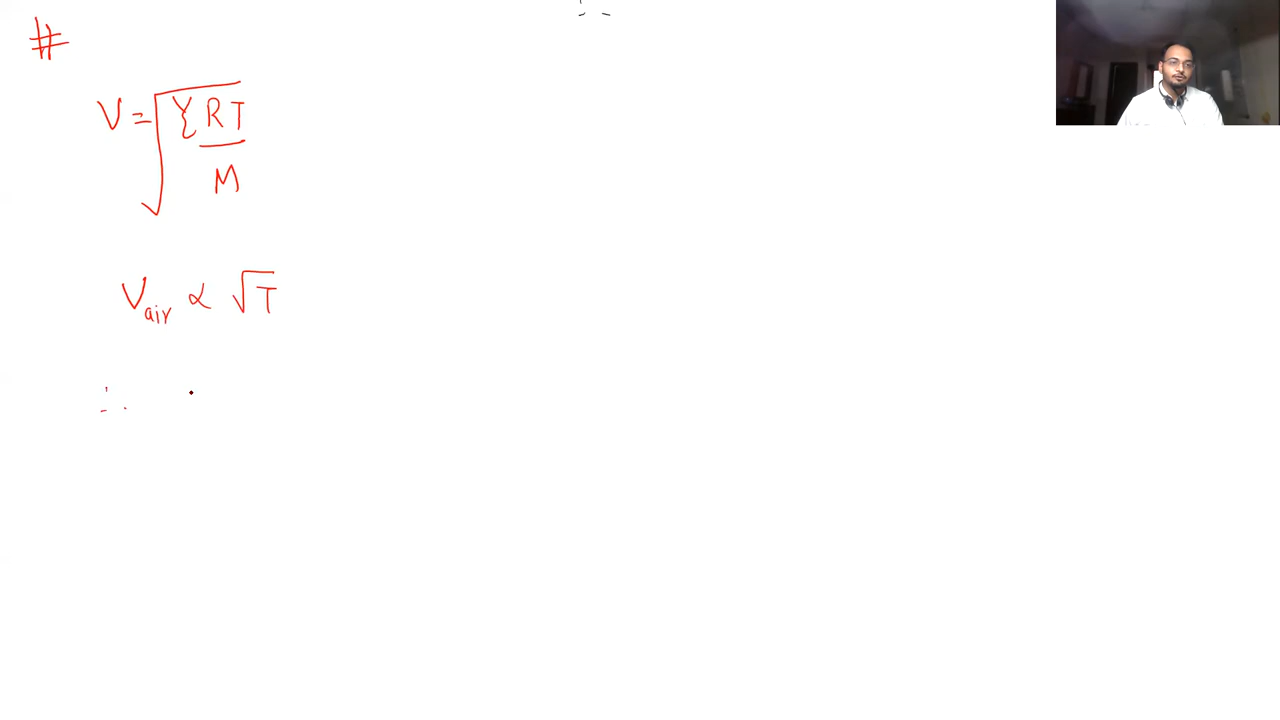 #
V = √(γRT/M)
V_air ∝ √T
∴